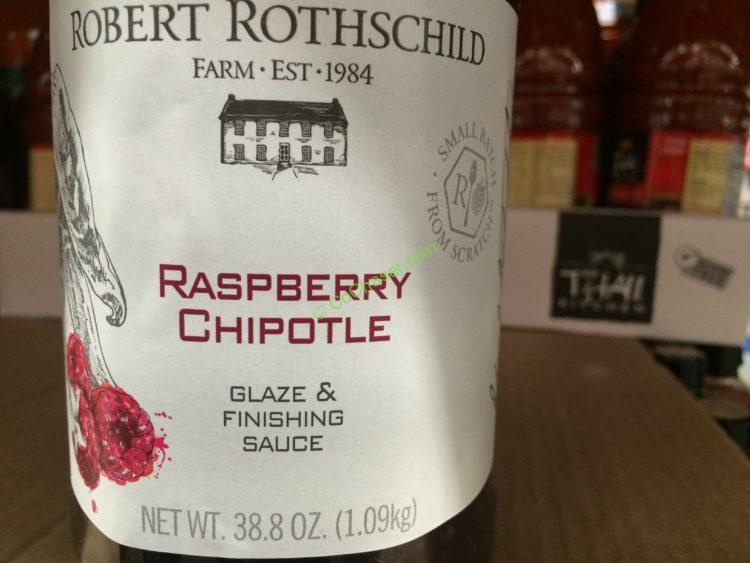 ROBERT ROTHSCHILD
FARM · EST · 1984
SMALL BATCH
R
FROM SCRATCH
RASPBERRY
CHIPOTLE
GLAZE &
FINISHING
SAUCE
NET WT. 38.8 OZ. (1.09kg)
THAI
KITCHEN